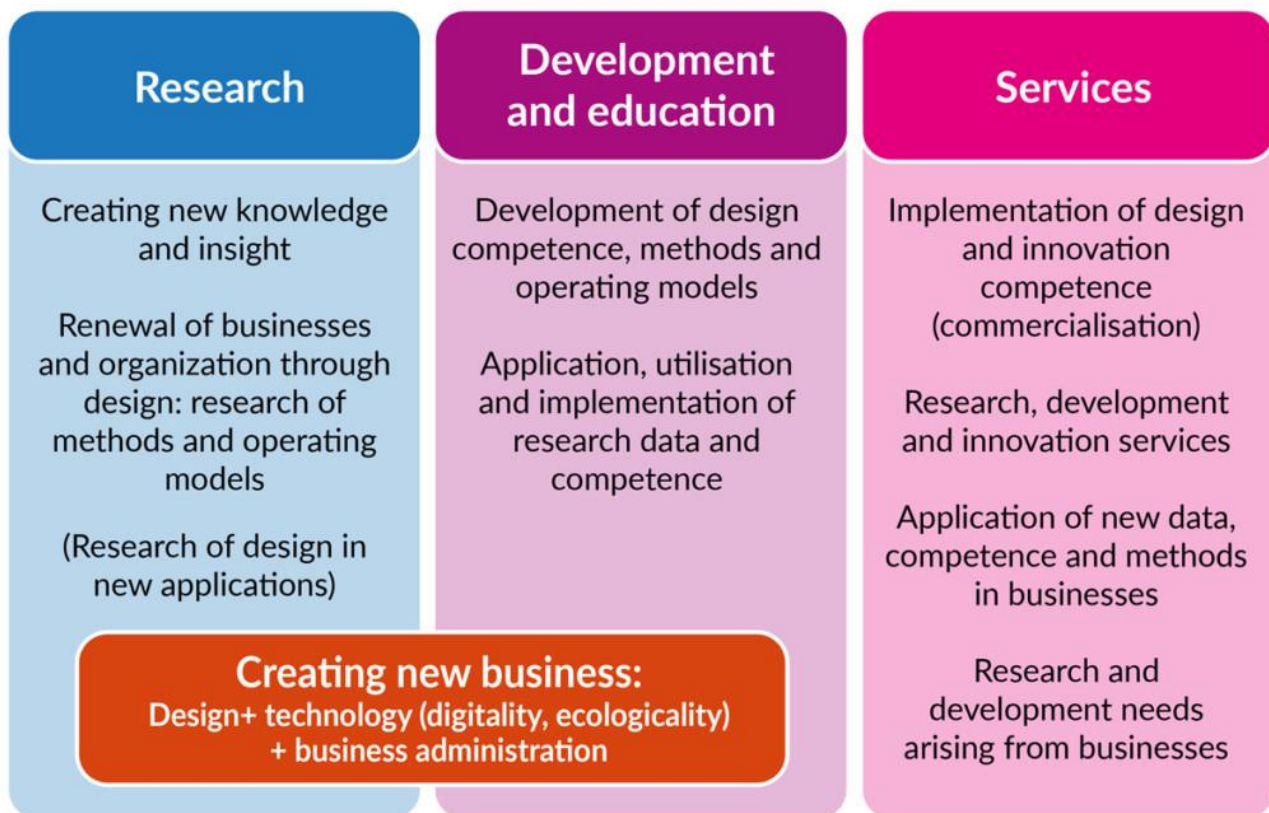 Research
Creating new knowledge
and insight
Renewal of businesses
and organization through
design: research of
methods and operating
models
(Research of design in
new applications)
Development
and education
Development of design
competence, methods and
operating models
Application, utilisation
and implementation of
research data and
competence
Creating new business:
Design+ technology (digitality, ecologicality)
+ business administration
Services
Implementation of design
and innovation
competence
(commercialisation)
Research, development
and innovation services
Application of new data,
competence and methods
in businesses
Research and
development needs
arising from businesses